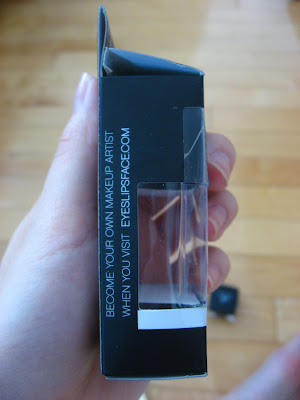 BECOME YOUR OWN MAKEUP ARTIST
WHEN YOU VISIT EYESLIPSFACE.COM